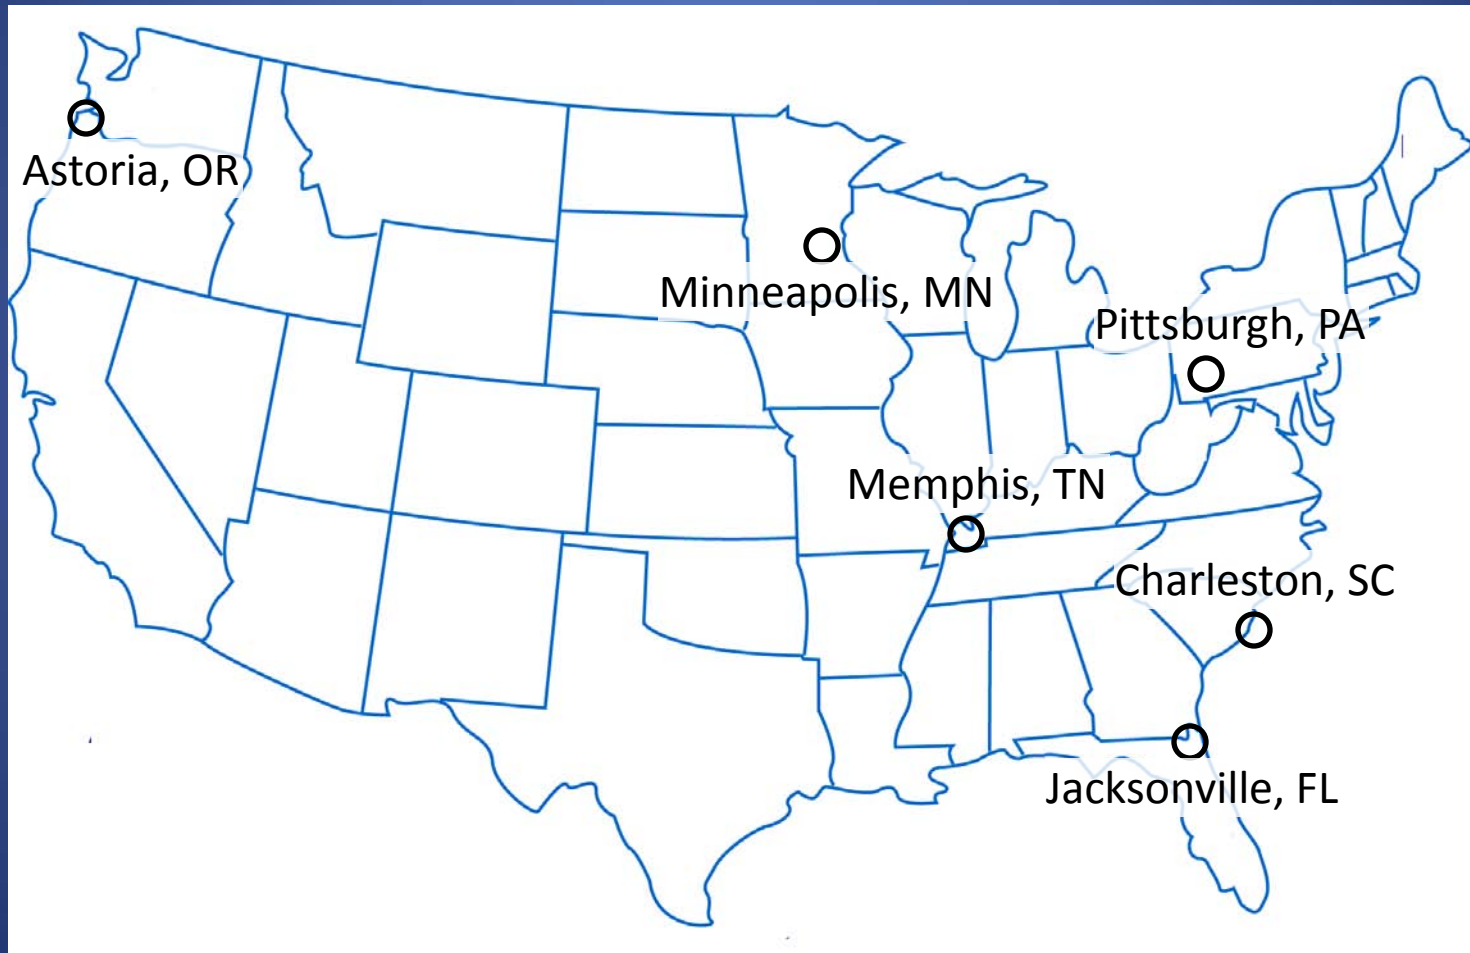 Astoria, OR
Minneapolis, MN
Pittsburgh, PA
Memphis, TN
Charleston, SC
Jacksonville, FL